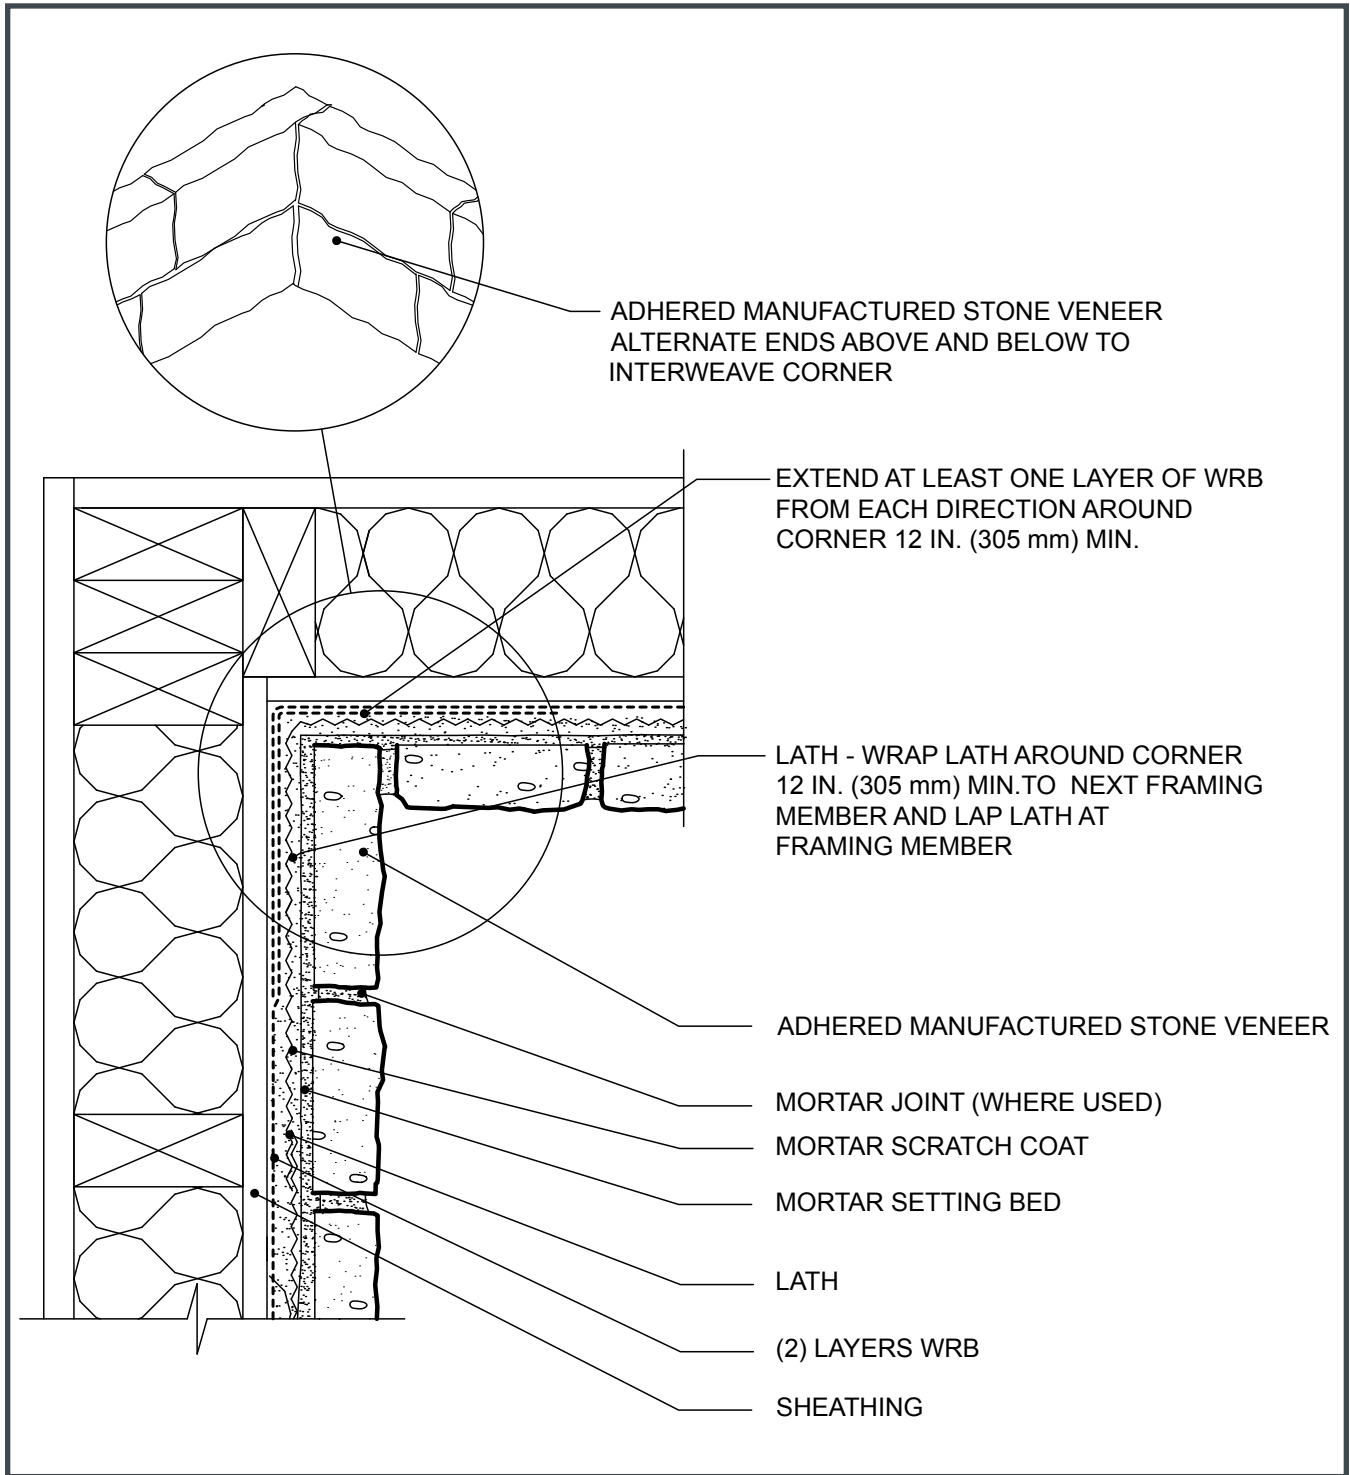 ADHERED MANUFACTURED STONE VENEER
ALTERNATE ENDS ABOVE AND BELOW TO
INTERWEAVE CORNER
EXTEND AT LEAST ONE LAYER OF WRB
FROM EACH DIRECTION AROUND
CORNER 12 IN. (305 mm) MIN.
LATH - WRAP LATH AROUND CORNER
12 IN. (305 mm) MIN.TO NEXT FRAMING
MEMBER AND LAP LATH AT
FRAMING MEMBER
ADHERED MANUFACTURED STONE VENEER
MORTAR JOINT (WHERE USED)
MORTAR SCRATCH COAT
MORTAR SETTING BED
LATH
(2) LAYERS WRB
SHEATHING